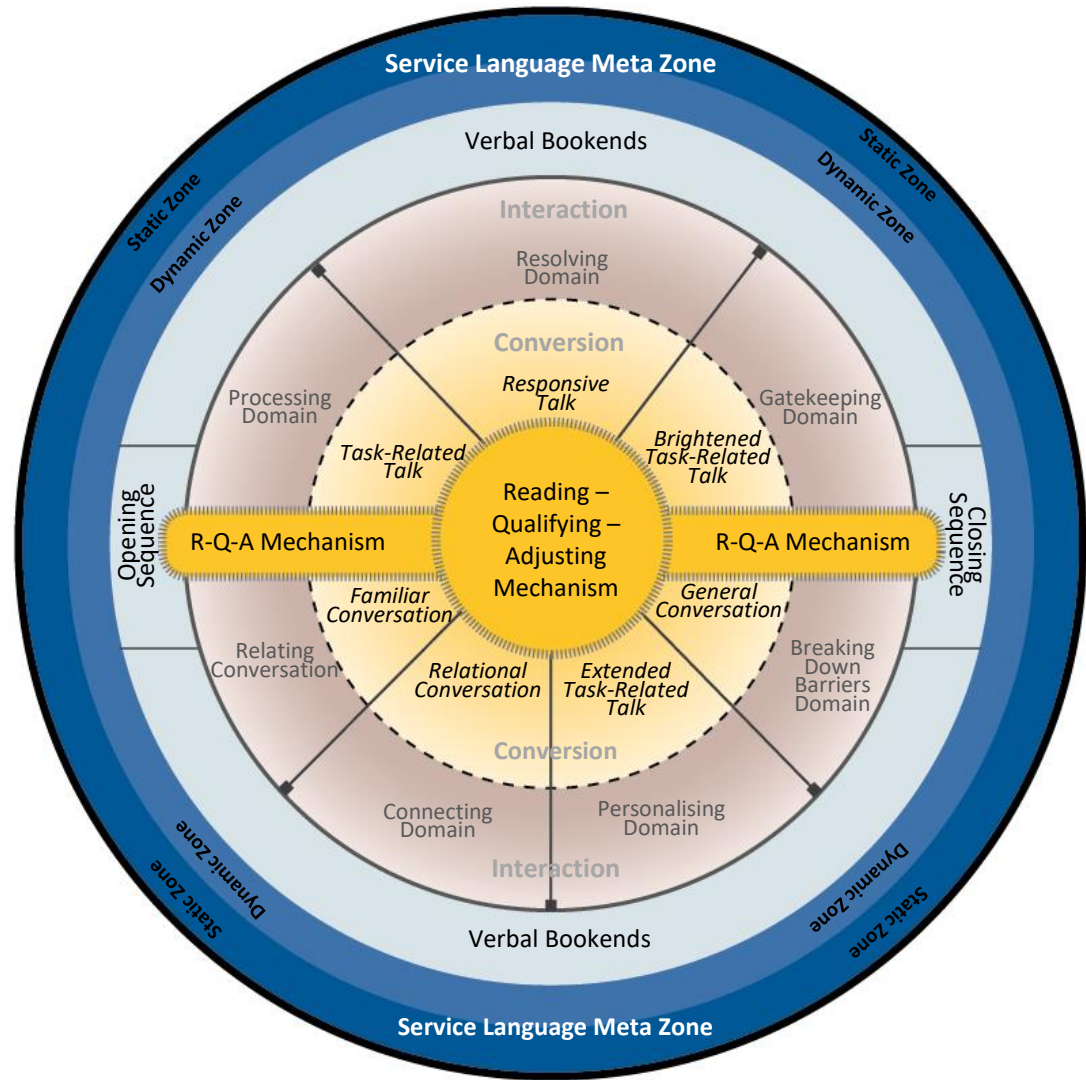 Service Language Meta Zone
Static Zone
Dynamic Zone
Static Zone
Dynamic Zone
Verbal Bookends
Interaction
Resolving
Domain
Conversion
Responsive
Talk
Processing
Domain
Gatekeeping
Domain
Task-Related
Talk
Brightened
Task-Related
Talk
Opening
Sequence
R-Q-A Mechanism
Reading –
Qualifying –
Adjusting
Mechanism
R-Q-A Mechanism
Closing
Sequence
Familiar
Conversation
General
Conversation
Relating
Conversation
Relational
Conversation
Extended
Task-Related
Talk
Breaking
Down
Barriers
Domain
Conversion
Connecting
Domain
Personalising
Domain
Interaction
Dynamic Zone
Static Zone
Dynamic Zone
Static Zone
Verbal Bookends
Service Language Meta Zone